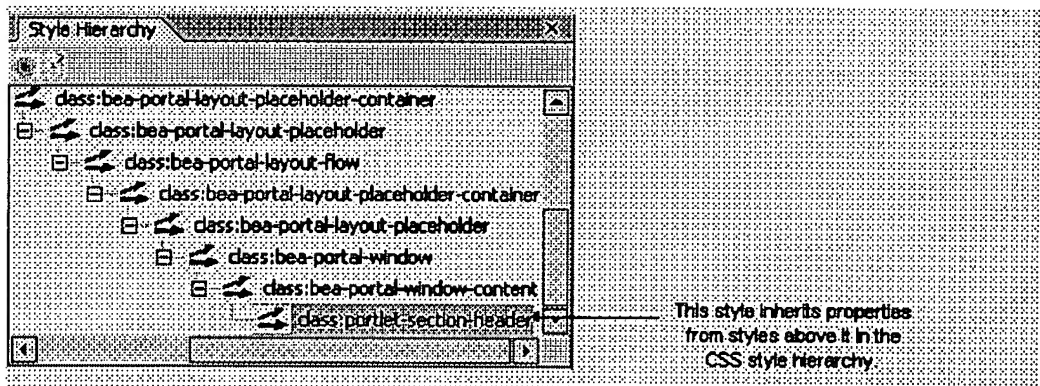 Style Hierarchy
class:bea-portal-layout-placeholder-container
class:bea-portal-layout-placeholder
class:bea-portal-layout-flow
class:bea-portal-layout-placeholder-container
class:bea-portal-layout-placeholder
class:bea-portal-window
class:bea-portal-window-content
class:portlet-section-header
This style inherits properties
from styles above it in the
CSS style hierarchy.